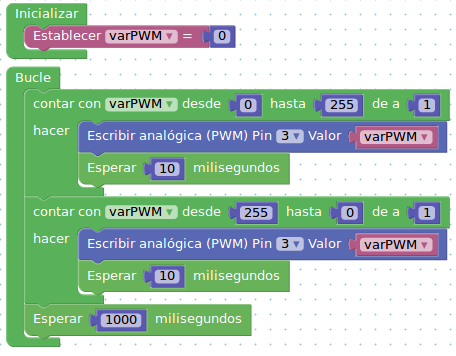 Inicializar
Establecer varPWM = 0
Bucle
contar con varPWM desde 0 hasta 255 de a 1
hacer Escribir analógica (PWM) Pin 3 Valor varPWM
Esperar 10 milisegundos
contar con varPWM desde 255 hasta 0 de a 1
hacer Escribir analógica (PWM) Pin 3 Valor varPWM
Esperar 10 milisegundos
Esperar 1000 milisegundos